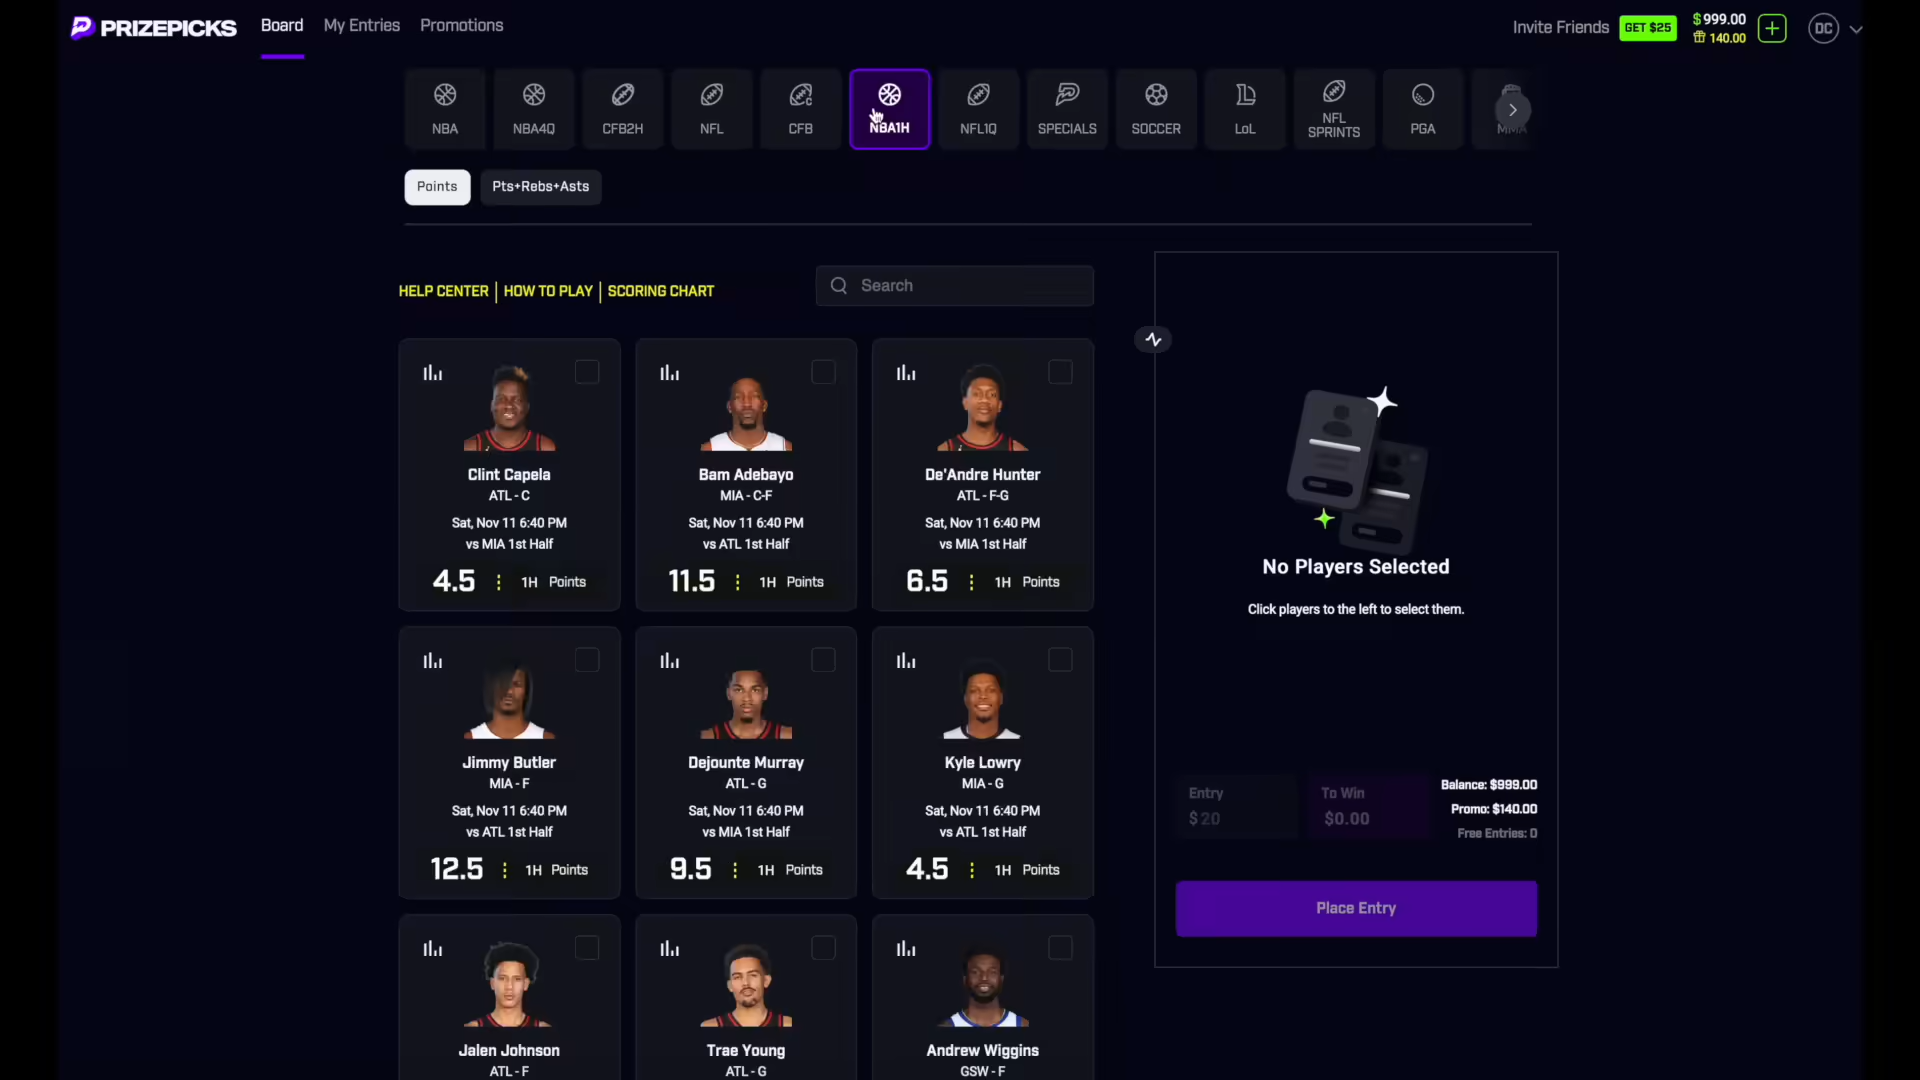 PRIZEPICKS
Board
My Entries
Promotions
Invite Friends
GET $25
$999.00
140.00
DC
NBA
NBA4Q
CFB2H
NFL
CFB
NBA1H
NFL1Q
SPECIALS
SOCCER
LoL
NFL
SPRINTS
PGA
MMA
Points
Pts+Rebs+Asts
HELP CENTER | HOW TO PLAY | SCORING CHART
Search
Clint Capela
ATL - C
Sat, Nov 11 6:40 PM
vs MIA 1st Half
4.5
1H Points
Bam Adebayo
MIA - C-F
Sat, Nov 11 6:40 PM
vs ATL 1st Half
11.5
1H Points
De'Andre Hunter
ATL - F-G
Sat, Nov 11 6:40 PM
vs MIA 1st Half
6.5
1H Points
Jimmy Butler
MIA - F
Sat, Nov 11 6:40 PM
vs ATL 1st Half
12.5
1H Points
Dejounte Murray
ATL - G
Sat, Nov 11 6:40 PM
vs MIA 1st Half
9.5
1H Points
Kyle Lowry
MIA - G
Sat, Nov 11 6:40 PM
vs ATL 1st Half
4.5
1H Points
Jalen Johnson
ATL - F
Trae Young
ATL - G
Andrew Wiggins
GSW - F
No Players Selected
Click players to the left to select them.
Entry
$ 20
To Win
$0.00
Balance: $999.00
Promo: $140.00
Free Entries: 0
Place Entry